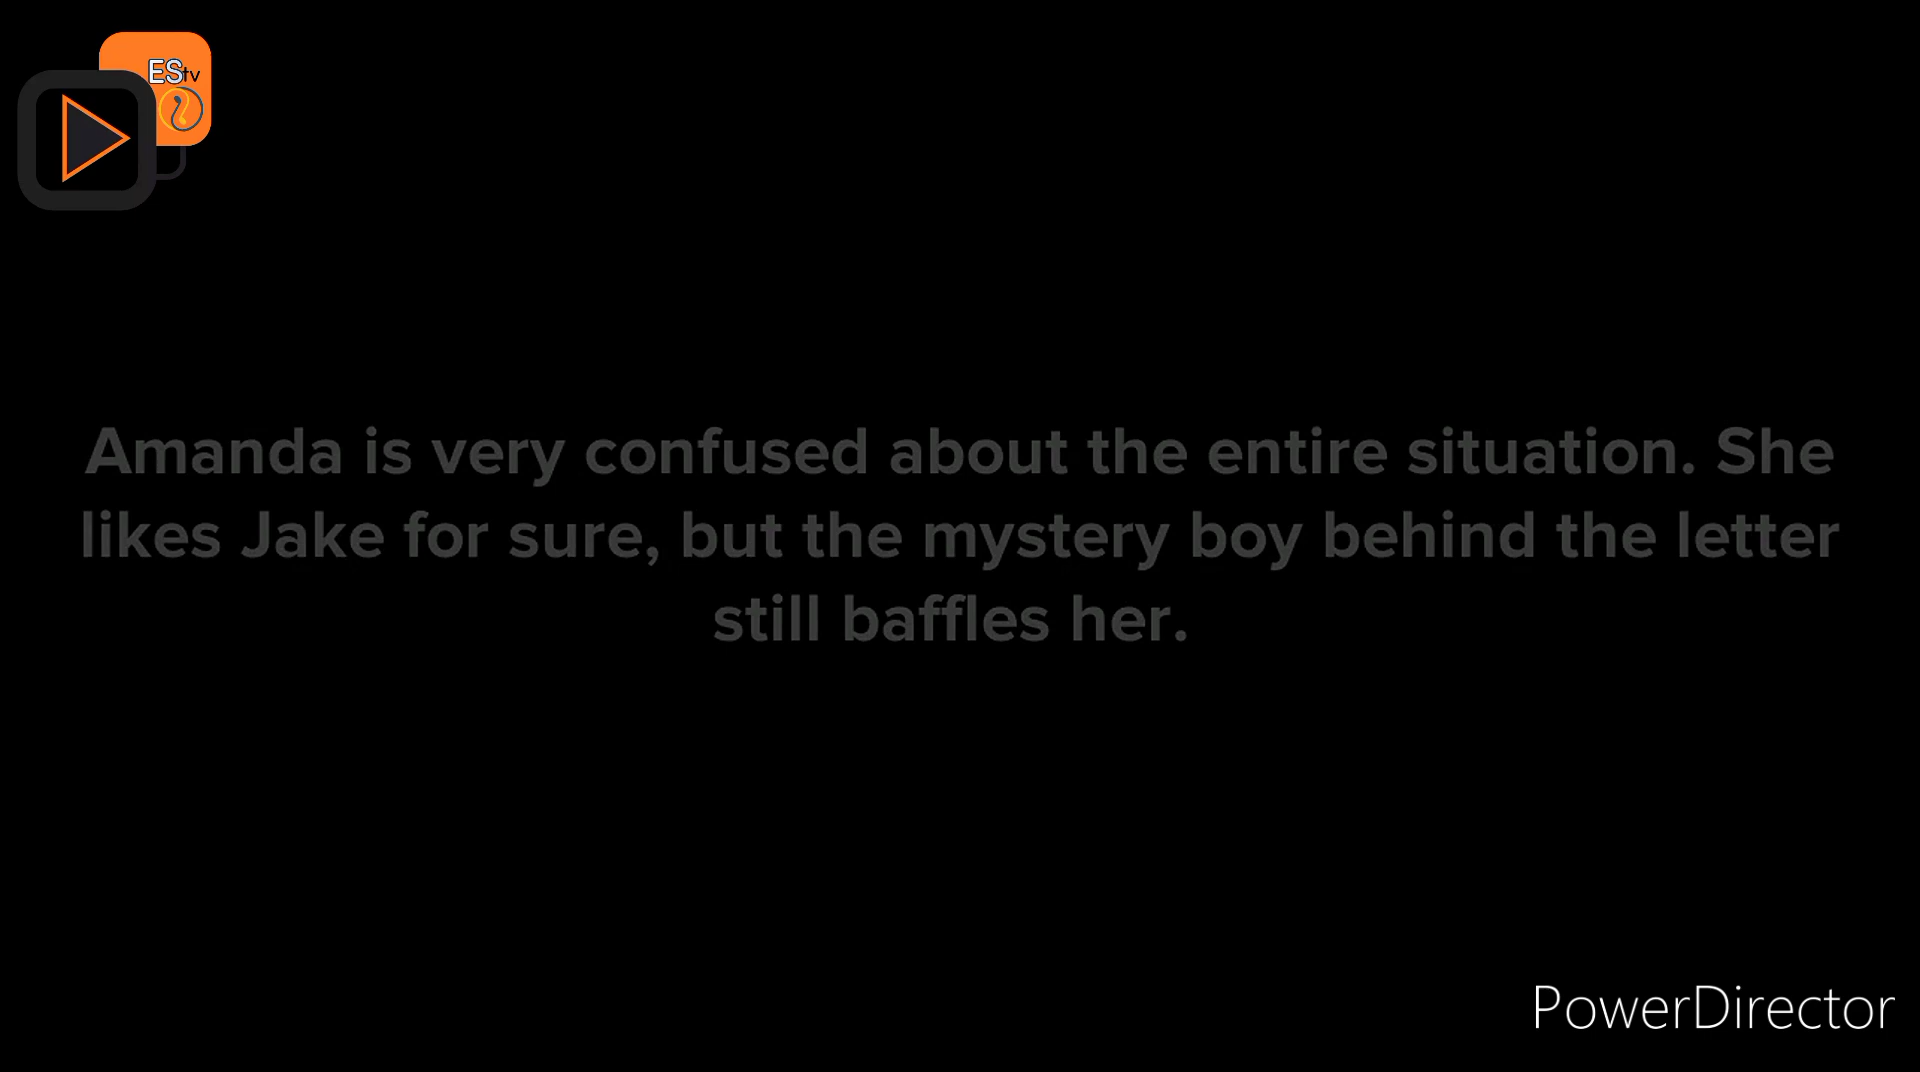 EStv
Amanda is very confused about the entire situation. She
likes Jake for sure, but the mystery boy behind the letter
still baffles her.
PowerDirector